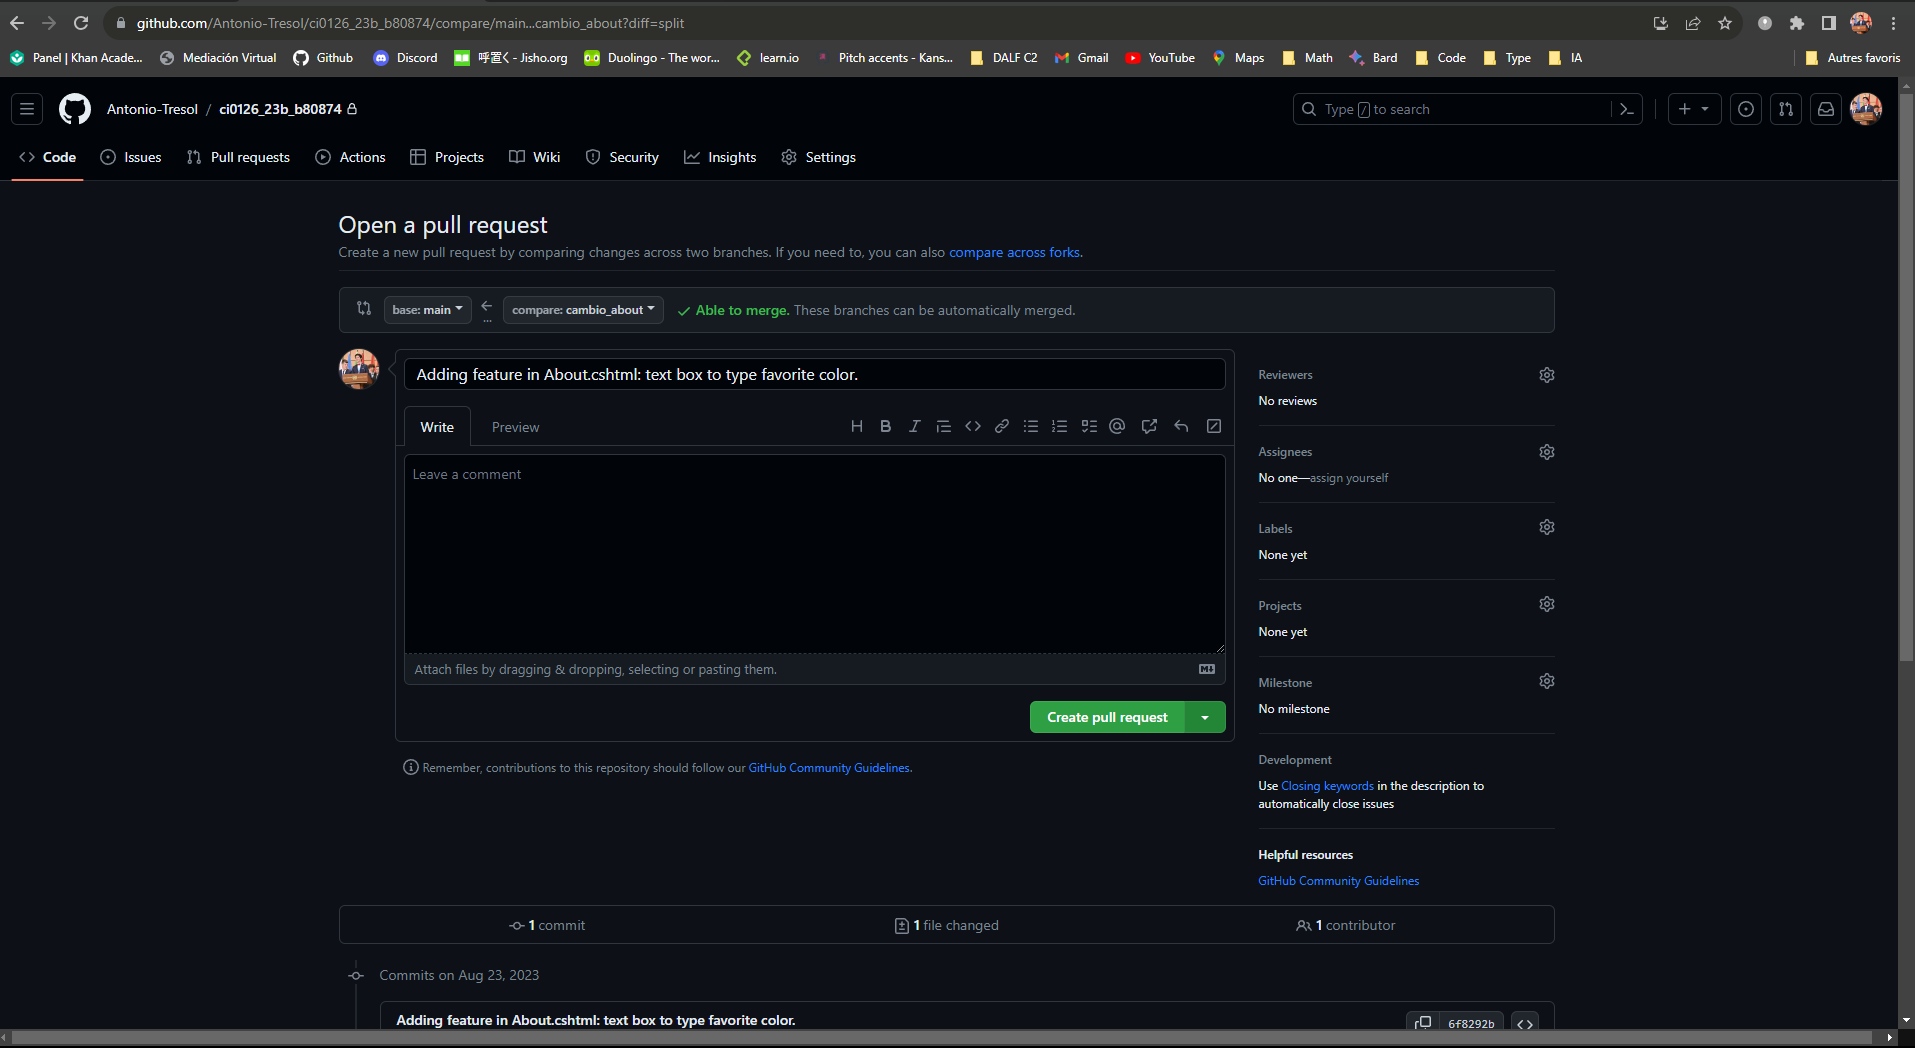 github.com/Antonio-Tresol/ci0126_23b_b80874/compare/main...cambio_about?diff=split
Panel | Khan Acade... Mediación Virtual Github Discord 呼置く - Jisho.org Duolingo - The wor... learn.io Pitch accents - Kans... DALF C2 Gmail YouTube Maps Math Bard Code Type IA Autres favoris
Antonio-Tresol / ci0126_23b_b80874 Type / to search
Code Issues Pull requests Actions Projects Wiki Security Insights Settings
Open a pull request
Create a new pull request by comparing changes across two branches. If you need to, you can also compare across forks.
base: main ... compare: cambio_about Able to merge. These branches can be automatically merged.
Adding feature in About.cshtml: text box to type favorite color.
Write Preview
Leave a comment
Attach files by dragging & dropping, selecting or pasting them.
Create pull request
Remember, contributions to this repository should follow our GitHub Community Guidelines.
Reviewers
No reviews
Assignees
No one—assign yourself
Labels
None yet
Projects
None yet
Milestone
No milestone
Development
Use Closing keywords in the description to
automatically close issues
Helpful resources
GitHub Community Guidelines
1 commit 1 file changed 1 contributor
Commits on Aug 23, 2023
Adding feature in About.cshtml: text box to type favorite color. 6f8292b